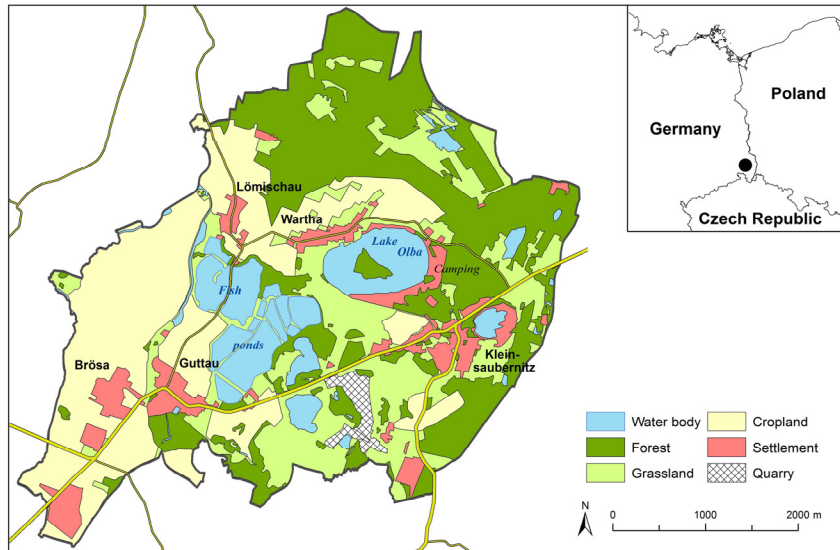 Poland
Germany
Czech Republic
Lömischau
Wartha
Lake
Olba
Camping
Fish
ponds
Klein-
saubernitz
Guttau
Brösa
Water body
Cropland
Forest
Settlement
Grassland
Quarry
N
0 1000 2000 m